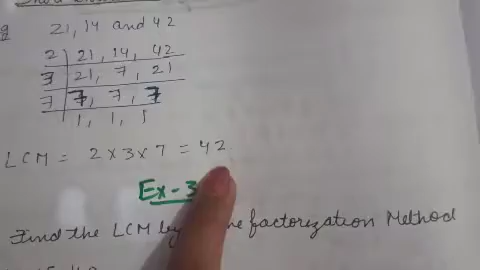 21, 14 and 42
2 21, 14, 42
3 21, 7, 21
7 7, 7, 7
1, 1, 1
LCM = 2 × 3 × 7 = 42
Ex - 3
Find the LCM by factorization Method